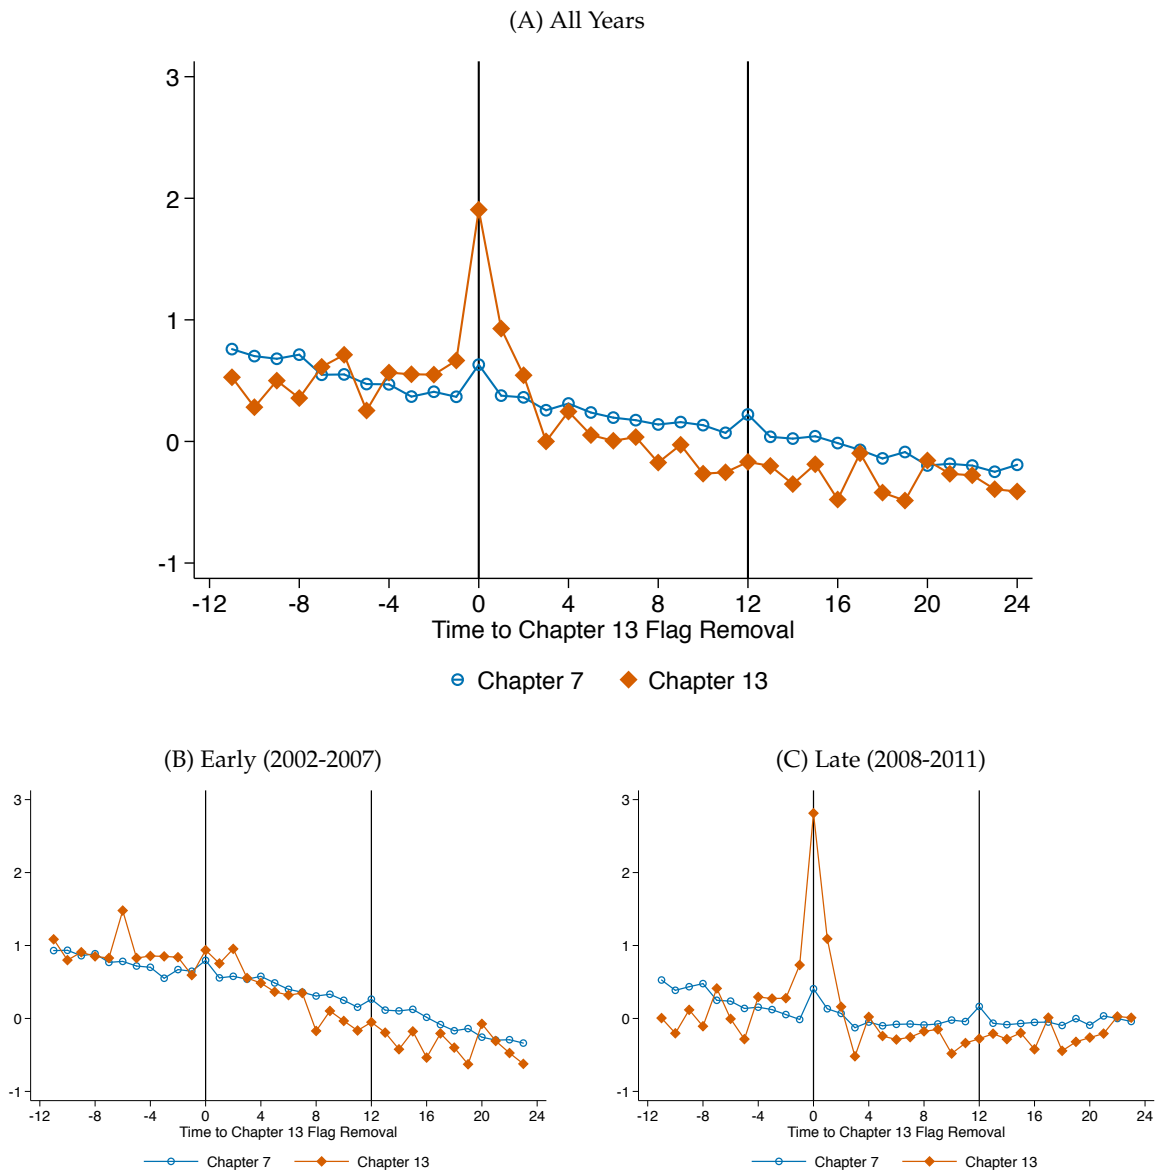 (A) All Years
3
2
1
0
-1
-12 -8 -4 0 4 8 12 16 20 24
Time to Chapter 13 Flag Removal
Chapter 7 Chapter 13
(B) Early (2002-2007)
3
2
1
0
-1
-12 -8 -4 0 4 8 12 16 20 24
Time to Chapter 13 Flag Removal
Chapter 7 Chapter 13
(C) Late (2008-2011)
3
2
1
0
-1
-12 -8 -4 0 4 8 12 16 20 24
Time to Chapter 13 Flag Removal
Chapter 7 Chapter 13